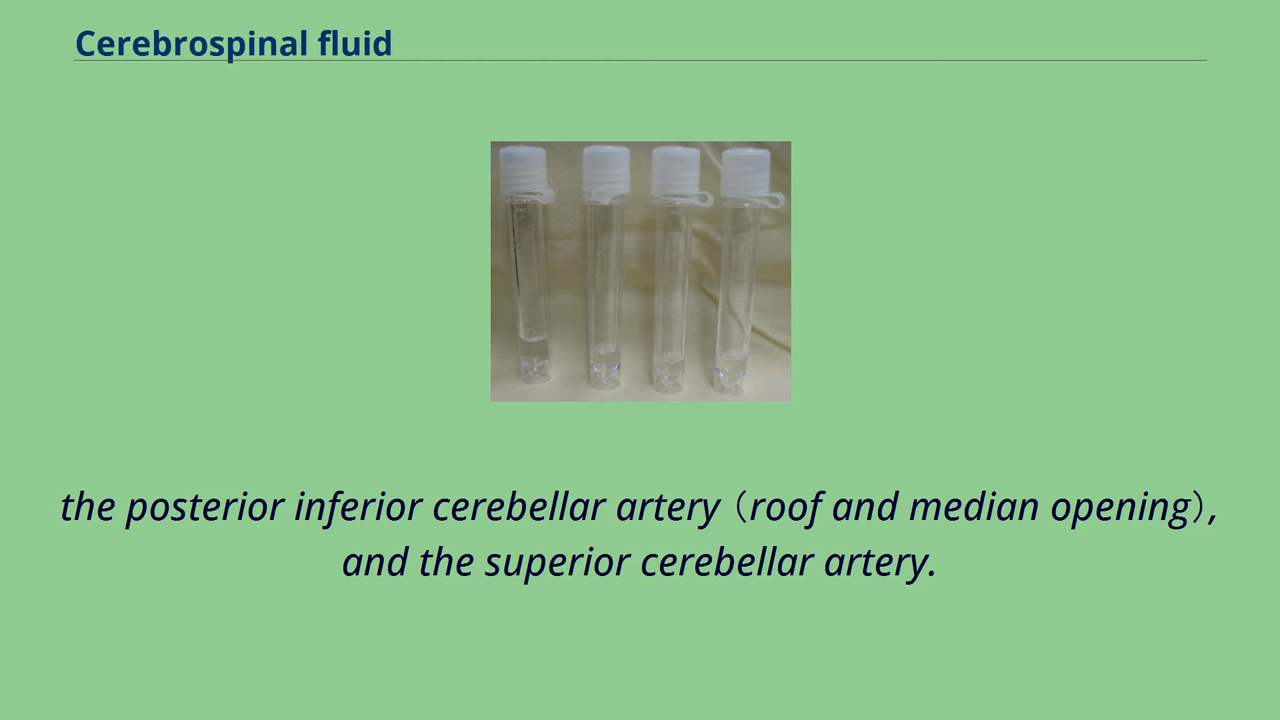 Cerebrospinal fluid
the posterior inferior cerebellar artery（roof and median opening）,
and the superior cerebellar artery.